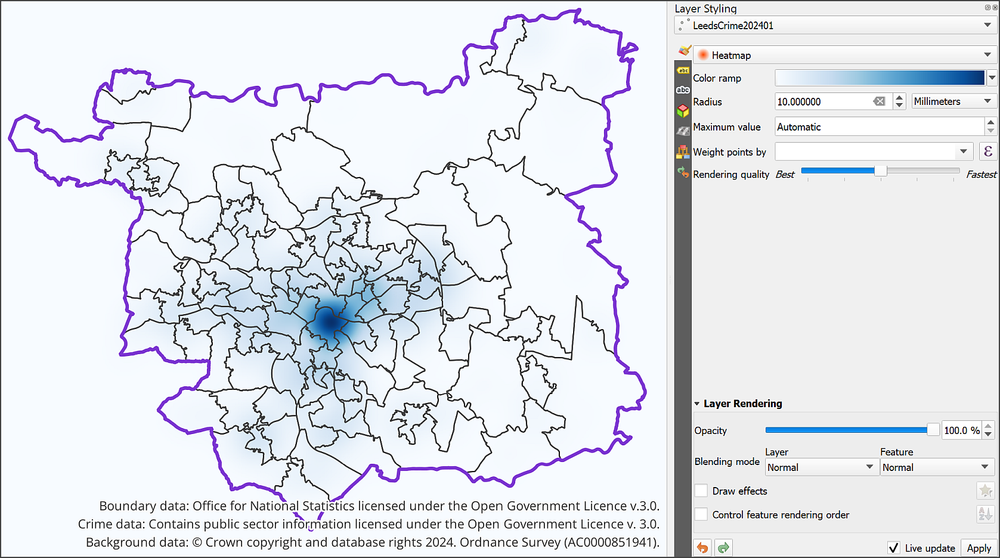 Layer Styling
LeedsCrime202401
Heatmap
abc
Color ramp
abc
Radius 10.000000 Millimeters
Maximum value Automatic
Weight points by ε
Rendering quality Best Fastest
Layer Rendering
Opacity 100.0 %
Layer Feature
Blending mode Normal Normal
Draw effects
Control feature rendering order
AZ
Live update Apply
Boundary data: Office for National Statistics licensed under the Open Government Licence v.3.0.
Crime data: Contains public sector information licensed under the Open Government Licence v. 3.0.
Background data: © Crown copyright and database rights 2024. Ordnance Survey (AC0000851941).